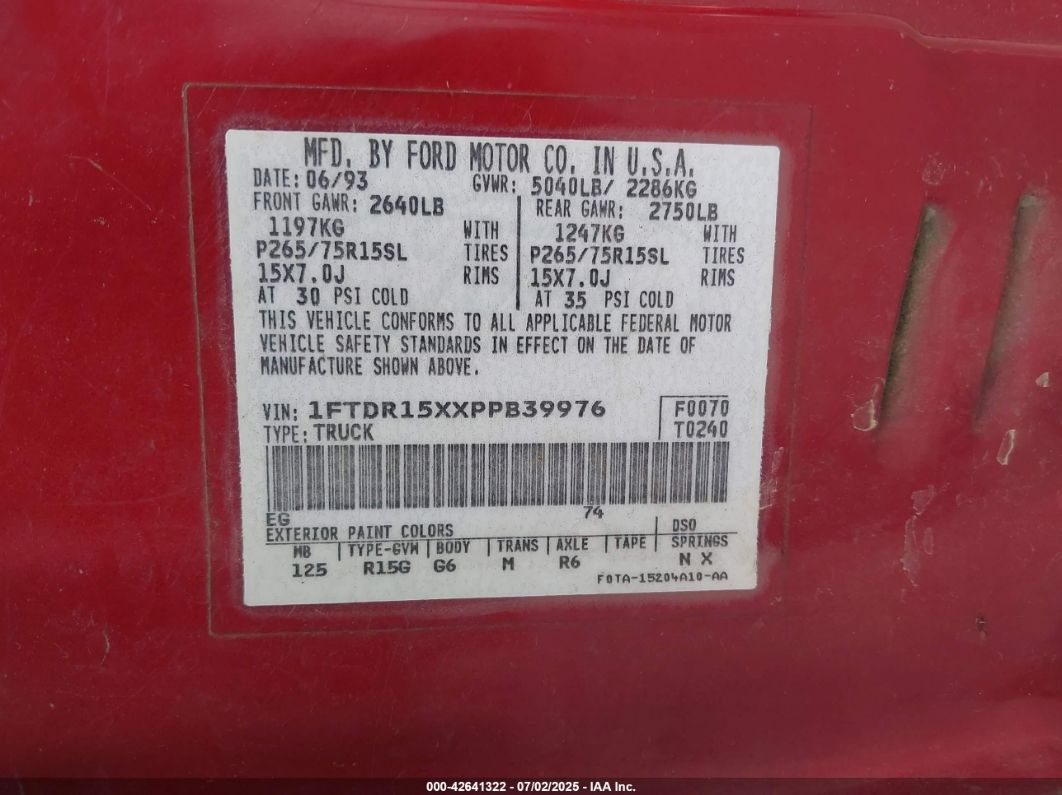 MFD. BY FORD MOTOR CO. IN U.S.A.
DATE: 06/93 GVWR: 5040LB/ 2286KG
FRONT GAWR: 2640LB REAR GAWR: 2750LB
1197KG WITH 1247KG WITH
P265/75R15SL TIRES P265/75R15SL TIRES
15X7.0J RIMS 15X7.0J RIMS
AT 30 PSI COLD AT 35 PSI COLD
THIS VEHICLE CONFORMS TO ALL APPLICABLE FEDERAL MOTOR
VEHICLE SAFETY STANDARDS IN EFFECT ON THE DATE OF
MANUFACTURE SHOWN ABOVE.
VIN: 1FTDR15XXPPB39976 F0070
TYPE: TRUCK T0240
EG 74
EXTERIOR PAINT COLORS DSO
WB TYPE-GVW BODY TRANS AXLE TAPE SPRINGS
125 R15G G6 M R6 N X
F0TA-15204A10-AA
000-42641322 - 07/02/2025 - IAA Inc.